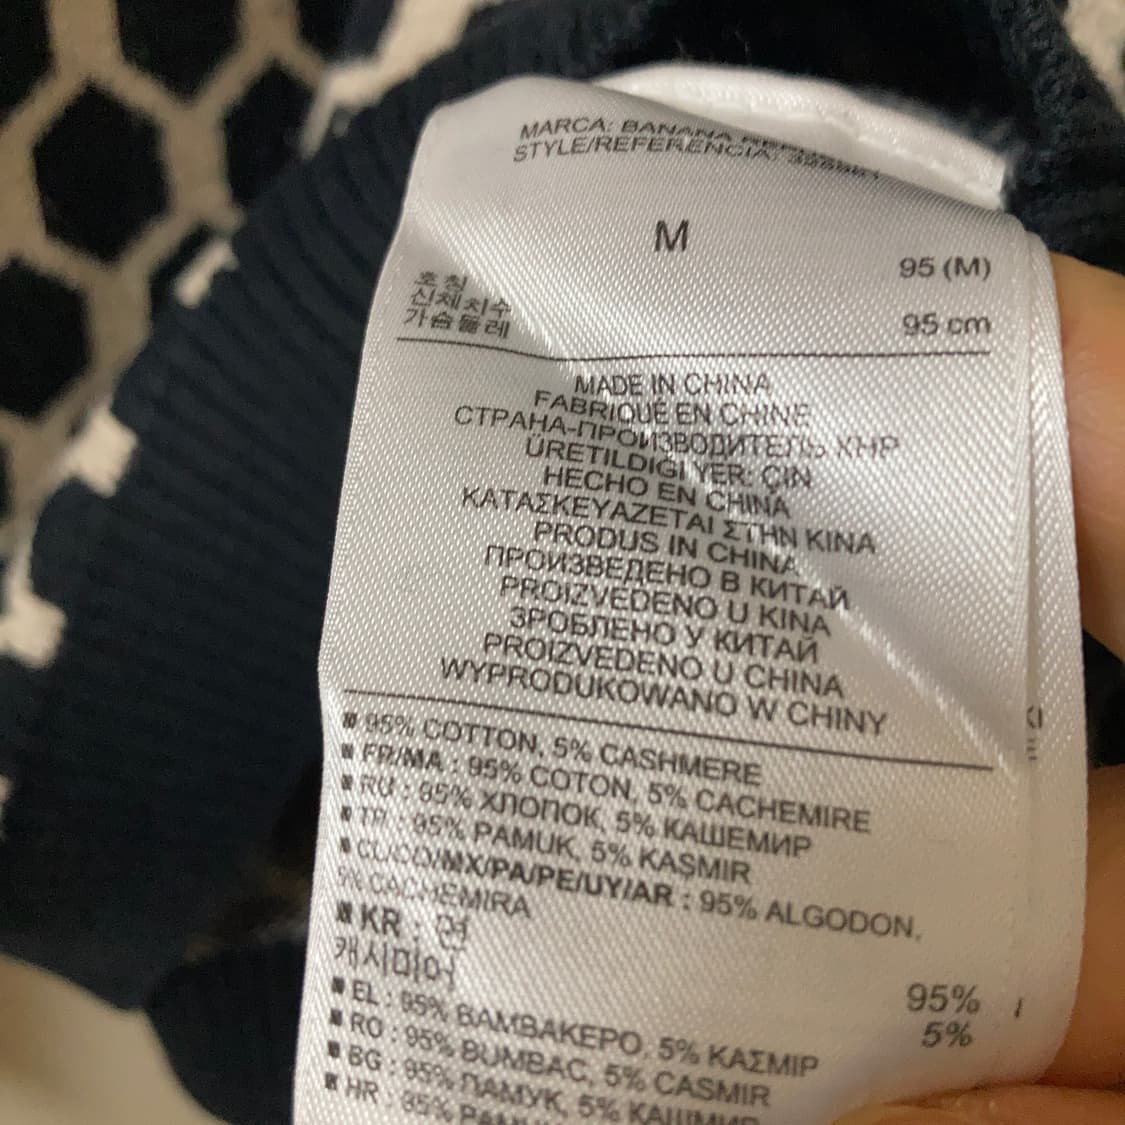 MARCA: BANANA
STYLE/REFERENCIA:
M
호칭 95 (M)
신체치수
가슴둘레 95 cm
MADE IN CHINA
FABRIQUÉ EN CHINE
СТРАНА-ПРОИЗВОДИТЕЛЬ КНР
ÜRETILDIGI YER: ÇIN
HECHO EN CHINA
ΚΑΤΑΣΚΕΥΑΖΕΤΑΙ ΣΤΗΝ ΚΙΝΑ
PRODUS IN CHINA
ПРОИЗВЕДЕНО В КИТАЙ
PROIZVEDENO U KINA
ЗРОБЛЕНО У КИТАЙ
PROIZVEDENO U CHINA
WYPRODUKOWANO W CHINY
■ 95% COTTON, 5% CASHMERE
■ FR/MA : 95% COTON, 5% CACHEMIRE
■ RU : 95% ХЛОПОК, 5% КАШЕМИР
■ TR : 95% PAMUK, 5% KAŞMIR
■ CL/CO/MX/PA/PE/UY/AR : 95% ALGODON,
5% CACHEMIRA
■ KR : 면 95%
캐시미어 5%
■ EL : 95% ΒΑΜΒΑΚΕΡΟ, 5% ΚΑΣΜΙΡ
■ RO : 95% BUMBAC, 5% CASMIR
■ BG : 95% ПАМУК, 5% КАШМИР
■ HR : 95% PAMUK